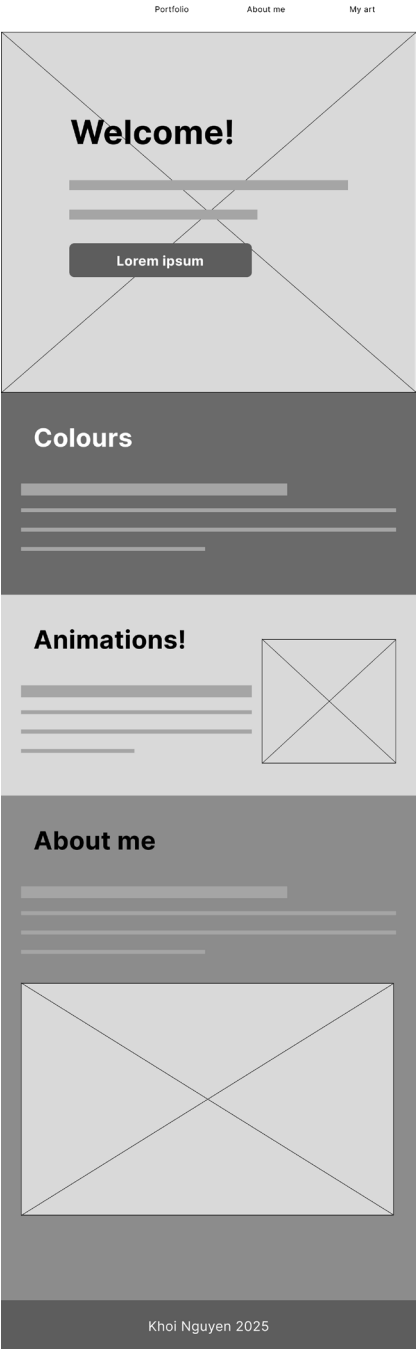 Portfolio About me My art
Welcome!
Lorem ipsum
Colours
Animations!
About me
Khoi Nguyen 2025